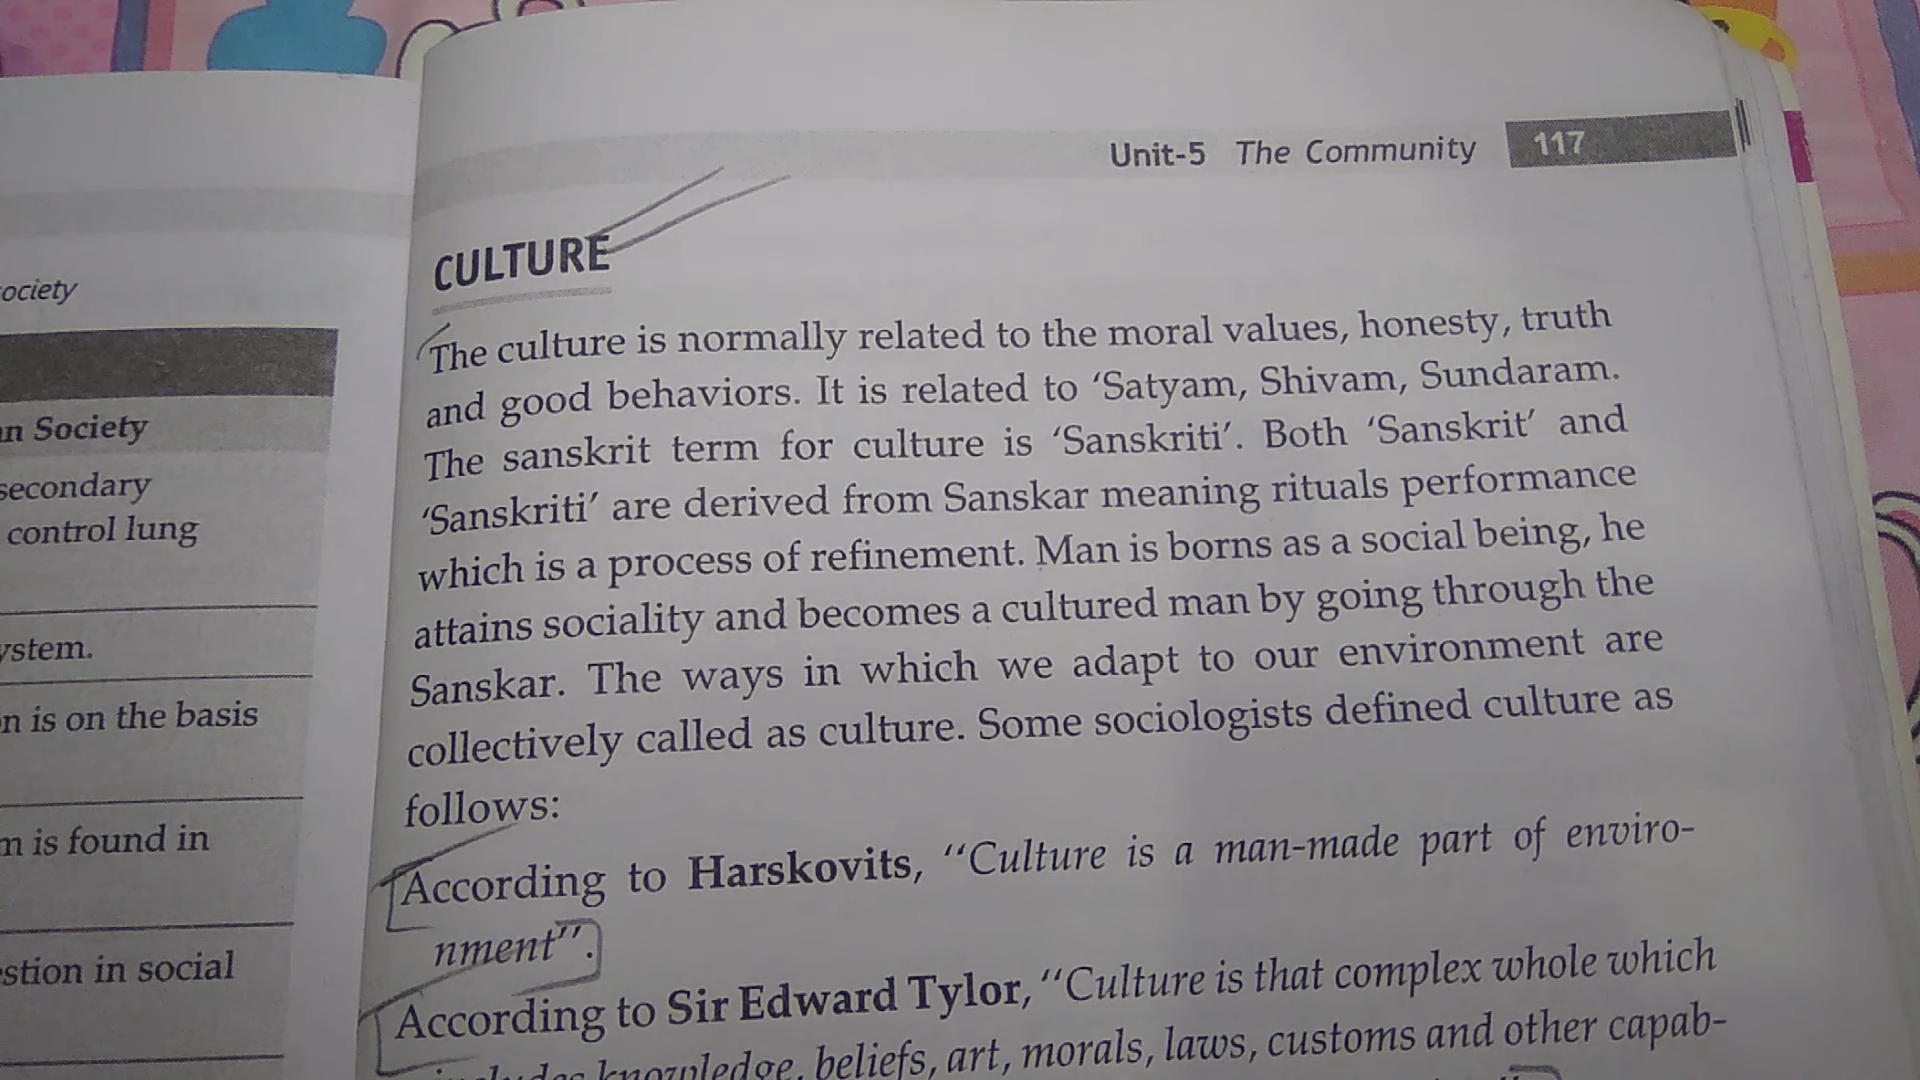 ociety
Society
secondary
control lung
is on the basis
is found in
in social
Unit-5 The Community 117
CULTURE
The culture is normally related to the moral values, honesty, truth
and good behaviors. It is related to ‘Satyam, Shivam, Sundaram.
The sanskrit term for culture is ‘Sanskriti’. Both ‘Sanskrit’ and
‘Sanskriti’ are derived from Sanskar meaning rituals performance
which is a process of refinement. Man is borns as a social being, he
attains sociality and becomes a cultured man by going through the
Sanskar. The ways in which we adapt to our environment are
collectively called as culture. Some sociologists defined culture as
follows:
According to Harskovits, “Culture is a man-made part of enviro-
nment”.
According to Sir Edward Tylor, “Culture is that complex whole which
knowledge, beliefs, art, morals, laws, customs and other capab-